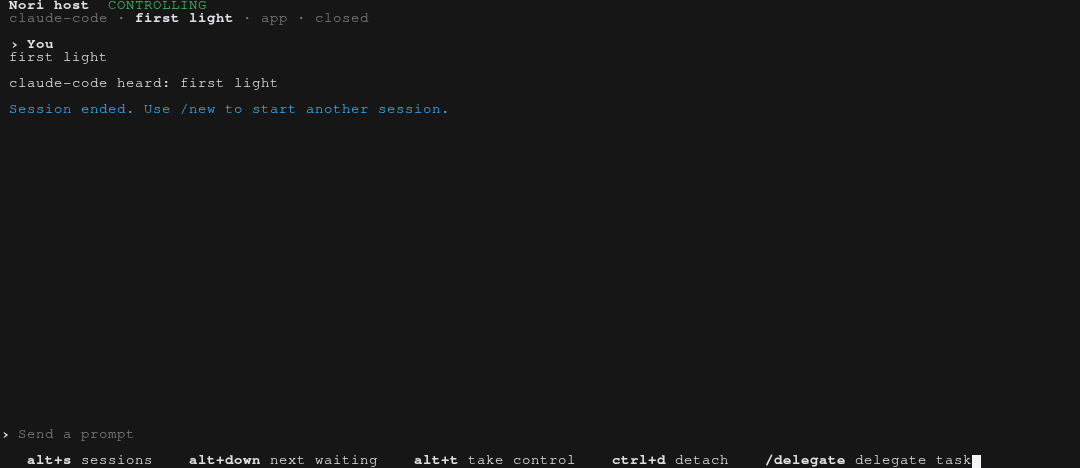 Nori host  CONTROLLING
claude-code · first light · app · closed
› You
first light
claude-code heard: first light
Session ended. Use /new to start another session.
› Send a prompt
alt+s sessions    alt+down next waiting    alt+t take control    ctrl+d detach    /delegate delegate task